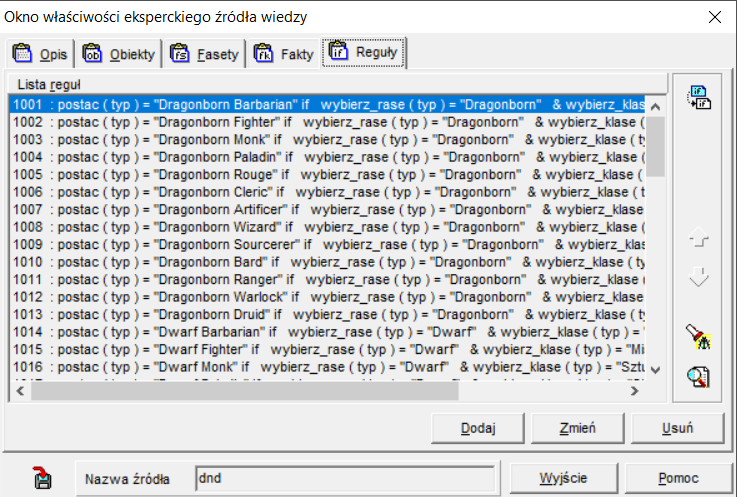 Okno właściwości eksperckiego źródła wiedzy
Opis Obiekty Fasety Fakty Reguły
Lista reguł
1001 : postac ( typ ) = "Dragonborn Barbarian" if wybierz_rase ( typ ) = "Dragonborn" & wybierz_klas
1002 : postac ( typ ) = "Dragonborn Fighter" if wybierz_rase ( typ ) = "Dragonborn" & wybierz_klase (
1003 : postac ( typ ) = "Dragonborn Monk" if wybierz_rase ( typ ) = "Dragonborn" & wybierz_klase ( ty
1004 : postac ( typ ) = "Dragonborn Paladin" if wybierz_rase ( typ ) = "Dragonborn" & wybierz_klase (
1005 : postac ( typ ) = "Dragonborn Rouge" if wybierz_rase ( typ ) = "Dragonborn" & wybierz_klase ( t
1006 : postac ( typ ) = "Dragonborn Cleric" if wybierz_rase ( typ ) = "Dragonborn" & wybierz_klase ( t
1007 : postac ( typ ) = "Dragonborn Artificer" if wybierz_rase ( typ ) = "Dragonborn" & wybierz_klase
1008 : postac ( typ ) = "Dragonborn Wizard" if wybierz_rase ( typ ) = "Dragonborn" & wybierz_klase (
1009 : postac ( typ ) = "Dragonborn Sourcerer" if wybierz_rase ( typ ) = "Dragonborn" & wybierz_klase
1010 : postac ( typ ) = "Dragonborn Bard" if wybierz_rase ( typ ) = "Dragonborn" & wybierz_klase ( ty
1011 : postac ( typ ) = "Dragonborn Ranger" if wybierz_rase ( typ ) = "Dragonborn" & wybierz_klase (
1012 : postac ( typ ) = "Dragonborn Warlock" if wybierz_rase ( typ ) = "Dragonborn" & wybierz_klase (
1013 : postac ( typ ) = "Dragonborn Druid" if wybierz_rase ( typ ) = "Dragonborn" & wybierz_klase ( t
1014 : postac ( typ ) = "Dwarf Barbarian" if wybierz_rase ( typ ) = "Dwarf" & wybierz_klase ( typ ) = "
1015 : postac ( typ ) = "Dwarf Fighter" if wybierz_rase ( typ ) = "Dwarf" & wybierz_klase ( typ ) = "Mi
1016 : postac ( typ ) = "Dwarf Monk" if wybierz_rase ( typ ) = "Dwarf" & wybierz_klase ( typ ) = "Sztu
Dodaj Zmień Usuń
Nazwa źródła dnd Wyjście Pomoc